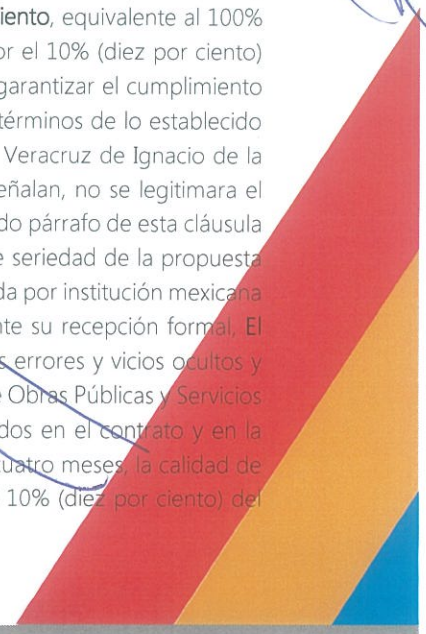 iento, equivalente al 100%
or el 10% (diez por ciento)
garantizar el cumplimiento
términos de lo establecido
Veracruz de Ignacio de la
eñalan, no se legitimara el
do párrafo de esta cláusula
e seriedad de la propuesta
da por institución mexicana
nte su recepción formal. El
s errores y vicios ocultos y
e Obras Públicas y Servicios
dos en el contrato y en la
uatro meses, la calidad de
10% (diez por ciento) del